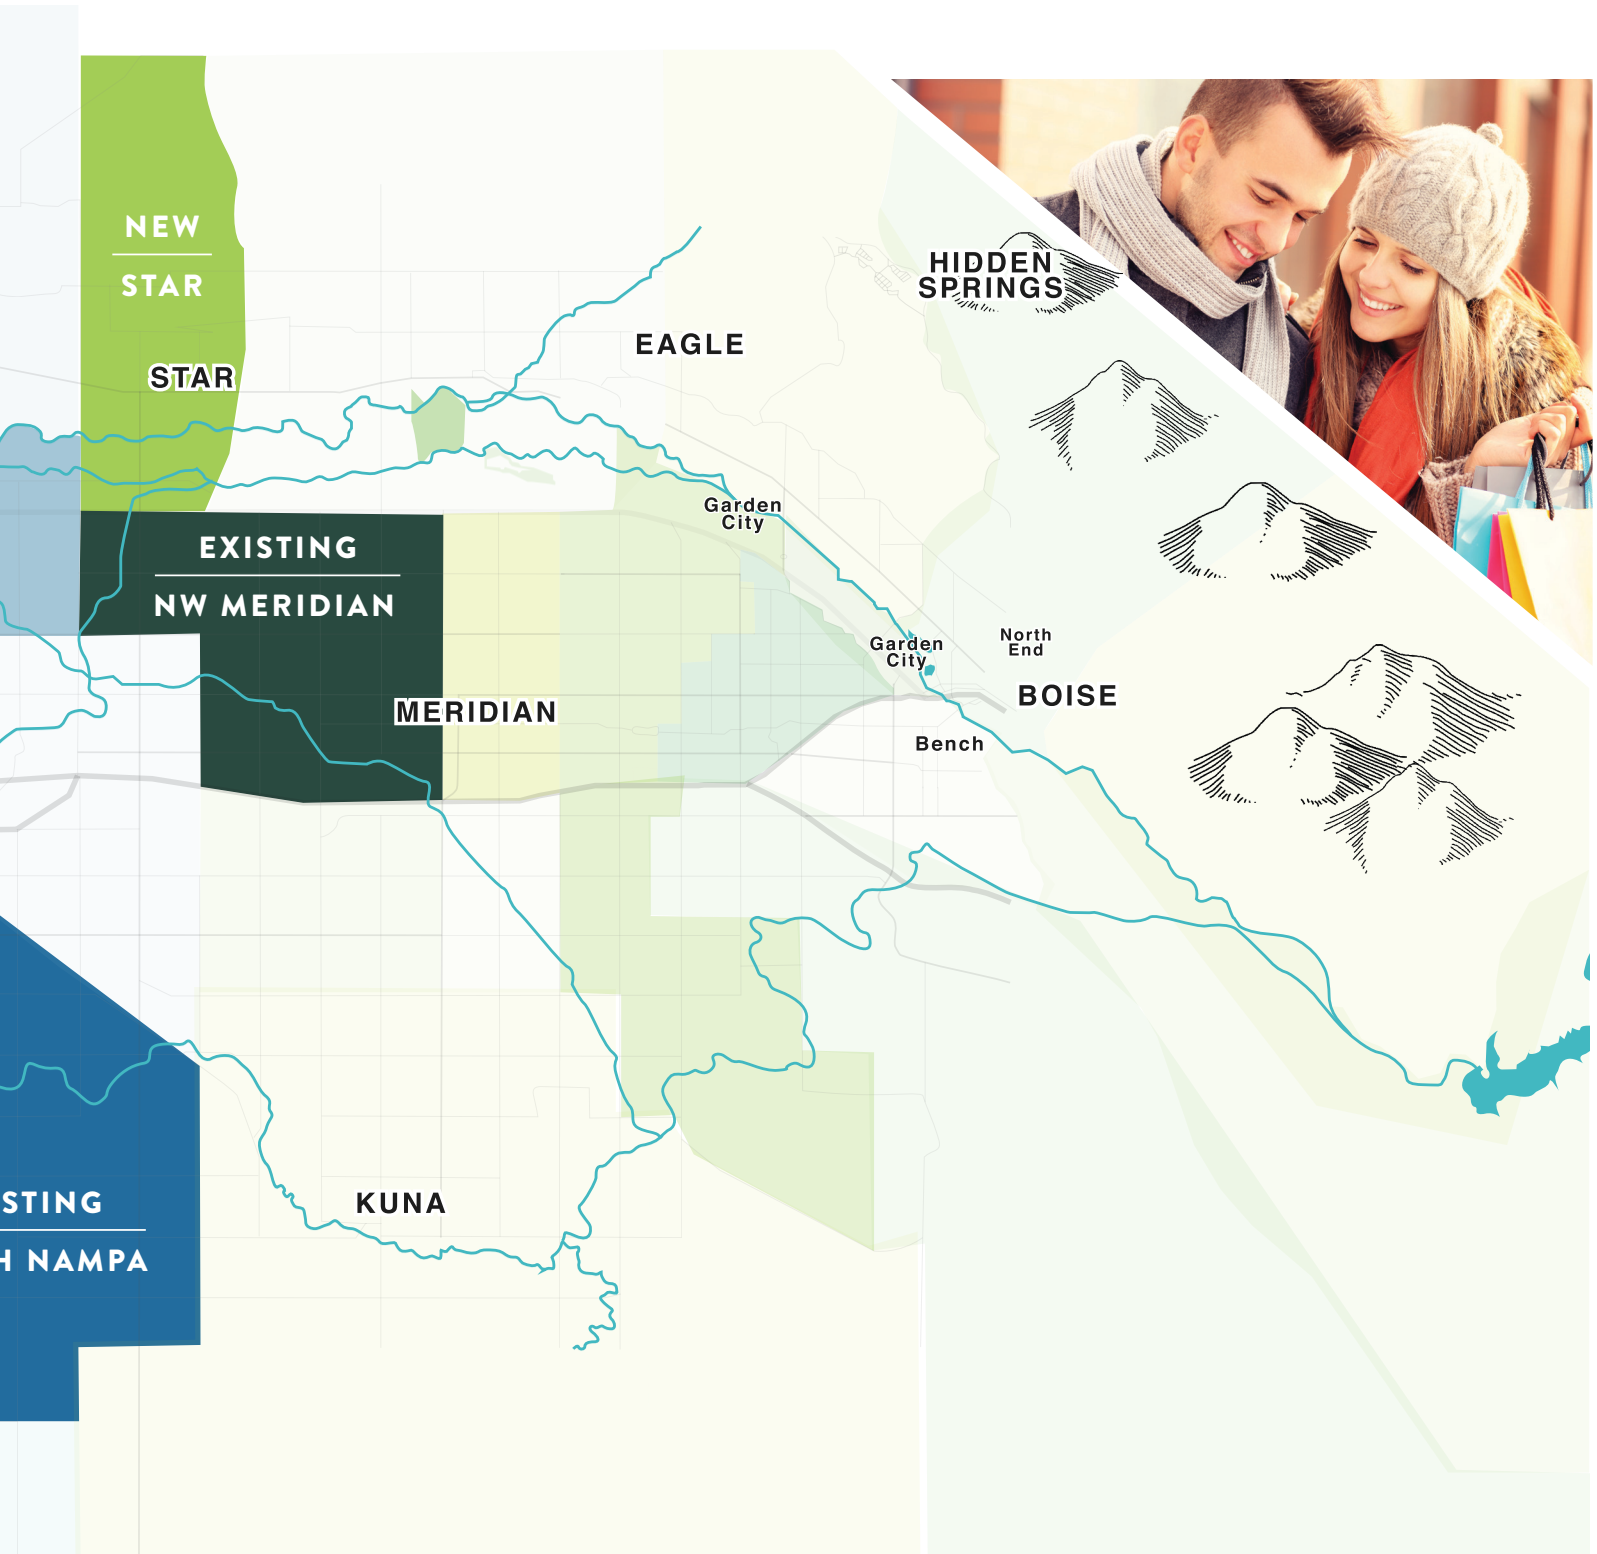 NEW
STAR
STAR
EAGLE
HIDDEN
SPRINGS
Garden
City
EXISTING
NW MERIDIAN
Garden
City
North
End
BOISE
MERIDIAN
Bench
STING
H NAMPA
KUNA